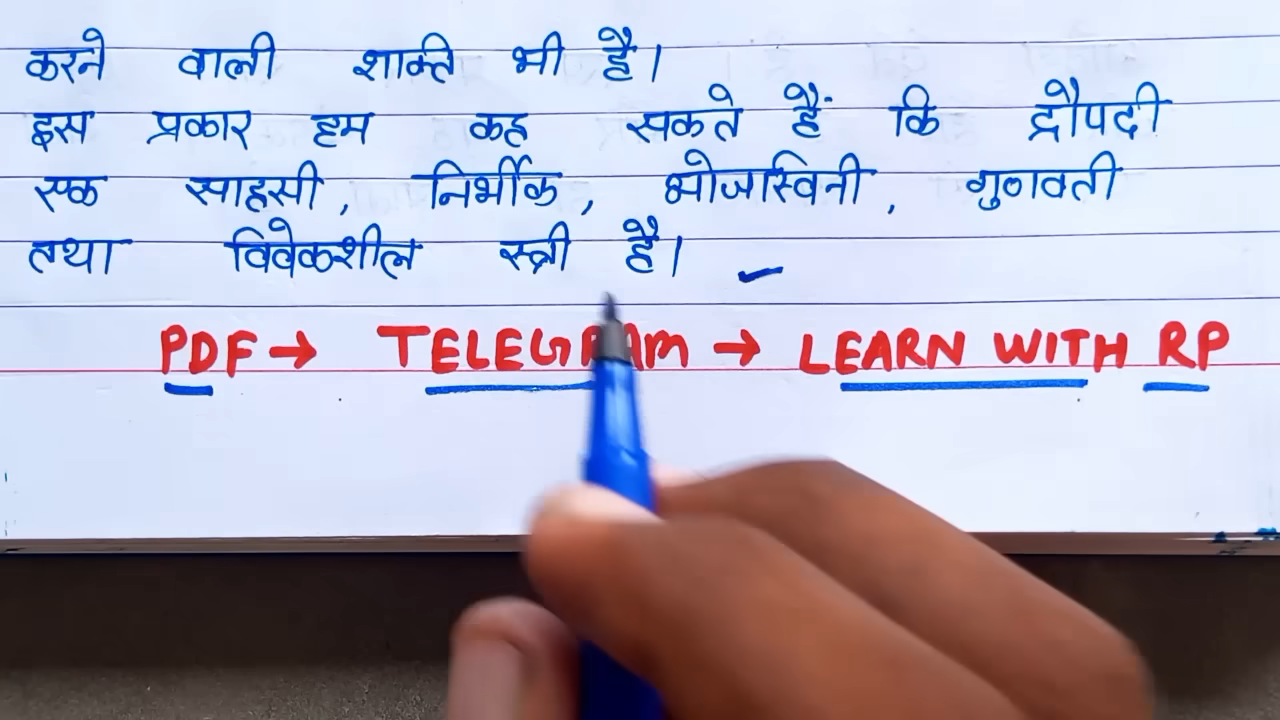 करने वाली शक्ति भी है।
इस प्रकार हम कह सकते हैं कि द्रौपदी
एक साहसी, निर्भीक, ओजस्विनी, गुणवती
तथा विवेकशील स्त्री है।
PDF → TELEGRAM → LEARN WITH RP